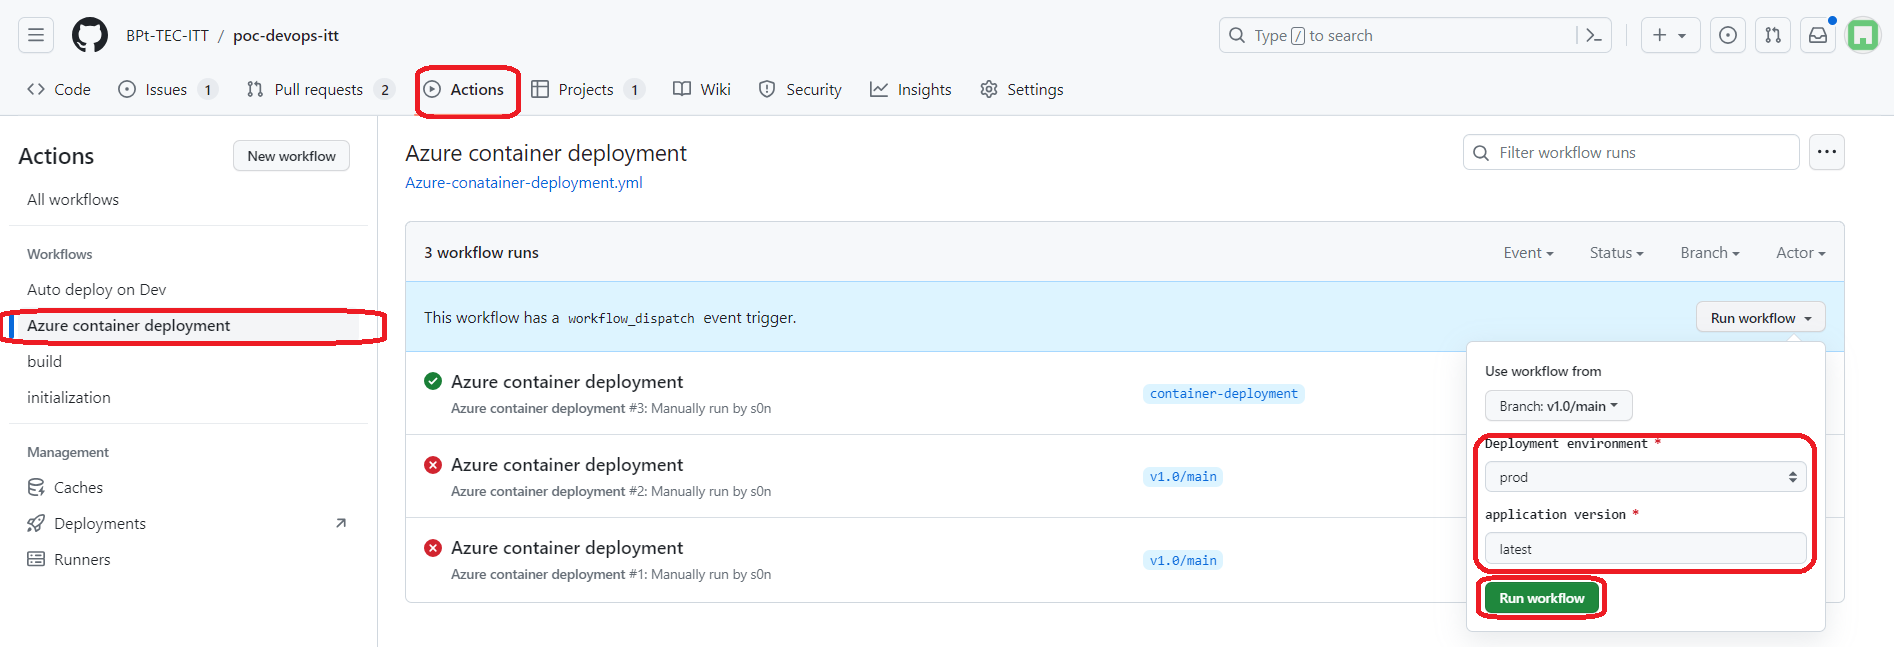 BPt-TEC-ITT / poc-devops-itt
Type / to search
Code
Issues 1
Pull requests 2
Actions
Projects 1
Wiki
Security
Insights
Settings
Actions
New workflow
All workflows
Workflows
Auto deploy on Dev
Azure container deployment
build
initialization
Management
Caches
Deployments
Runners
Azure container deployment
Azure-conatainer-deployment.yml
Filter workflow runs
3 workflow runs
Event
Status
Branch
Actor
This workflow has a workflow_dispatch event trigger.
Run workflow
Azure container deployment
Azure container deployment #3: Manually run by s0n
container-deployment
Azure container deployment
Azure container deployment #2: Manually run by s0n
v1.0/main
Azure container deployment
Azure container deployment #1: Manually run by s0n
v1.0/main
Use workflow from
Branch: v1.0/main
Deployment environment *
prod
application version *
latest
Run workflow